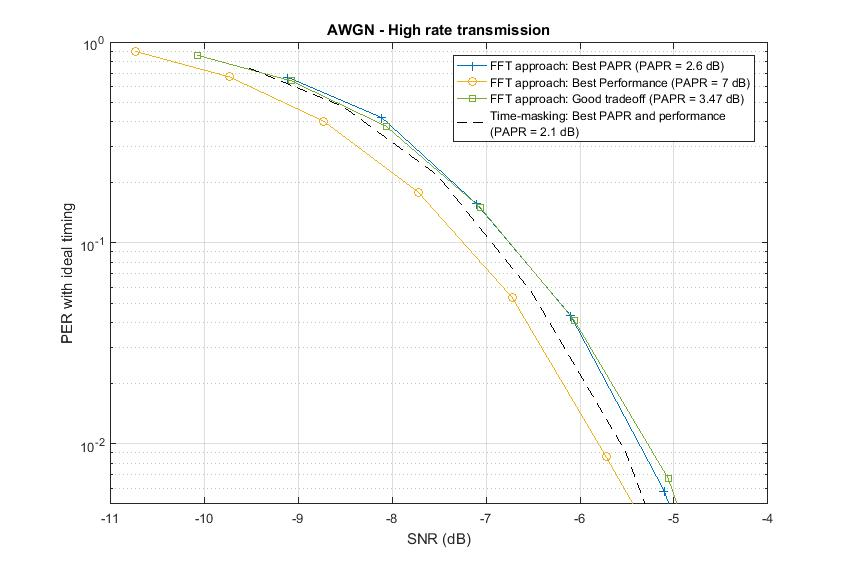 AWGN - High rate transmission
10^0
FFT approach: Best PAPR (PAPR = 2.6 dB)
FFT approach: Best Performance (PAPR = 7 dB)
FFT approach: Good tradeoff (PAPR = 3.47 dB)
Time-masking: Best PAPR and performance
(PAPR = 2.1 dB)
PER with ideal timing
10^-1
10^-2
-11 -10 -9 -8 -7 -6 -5 -4
SNR (dB)